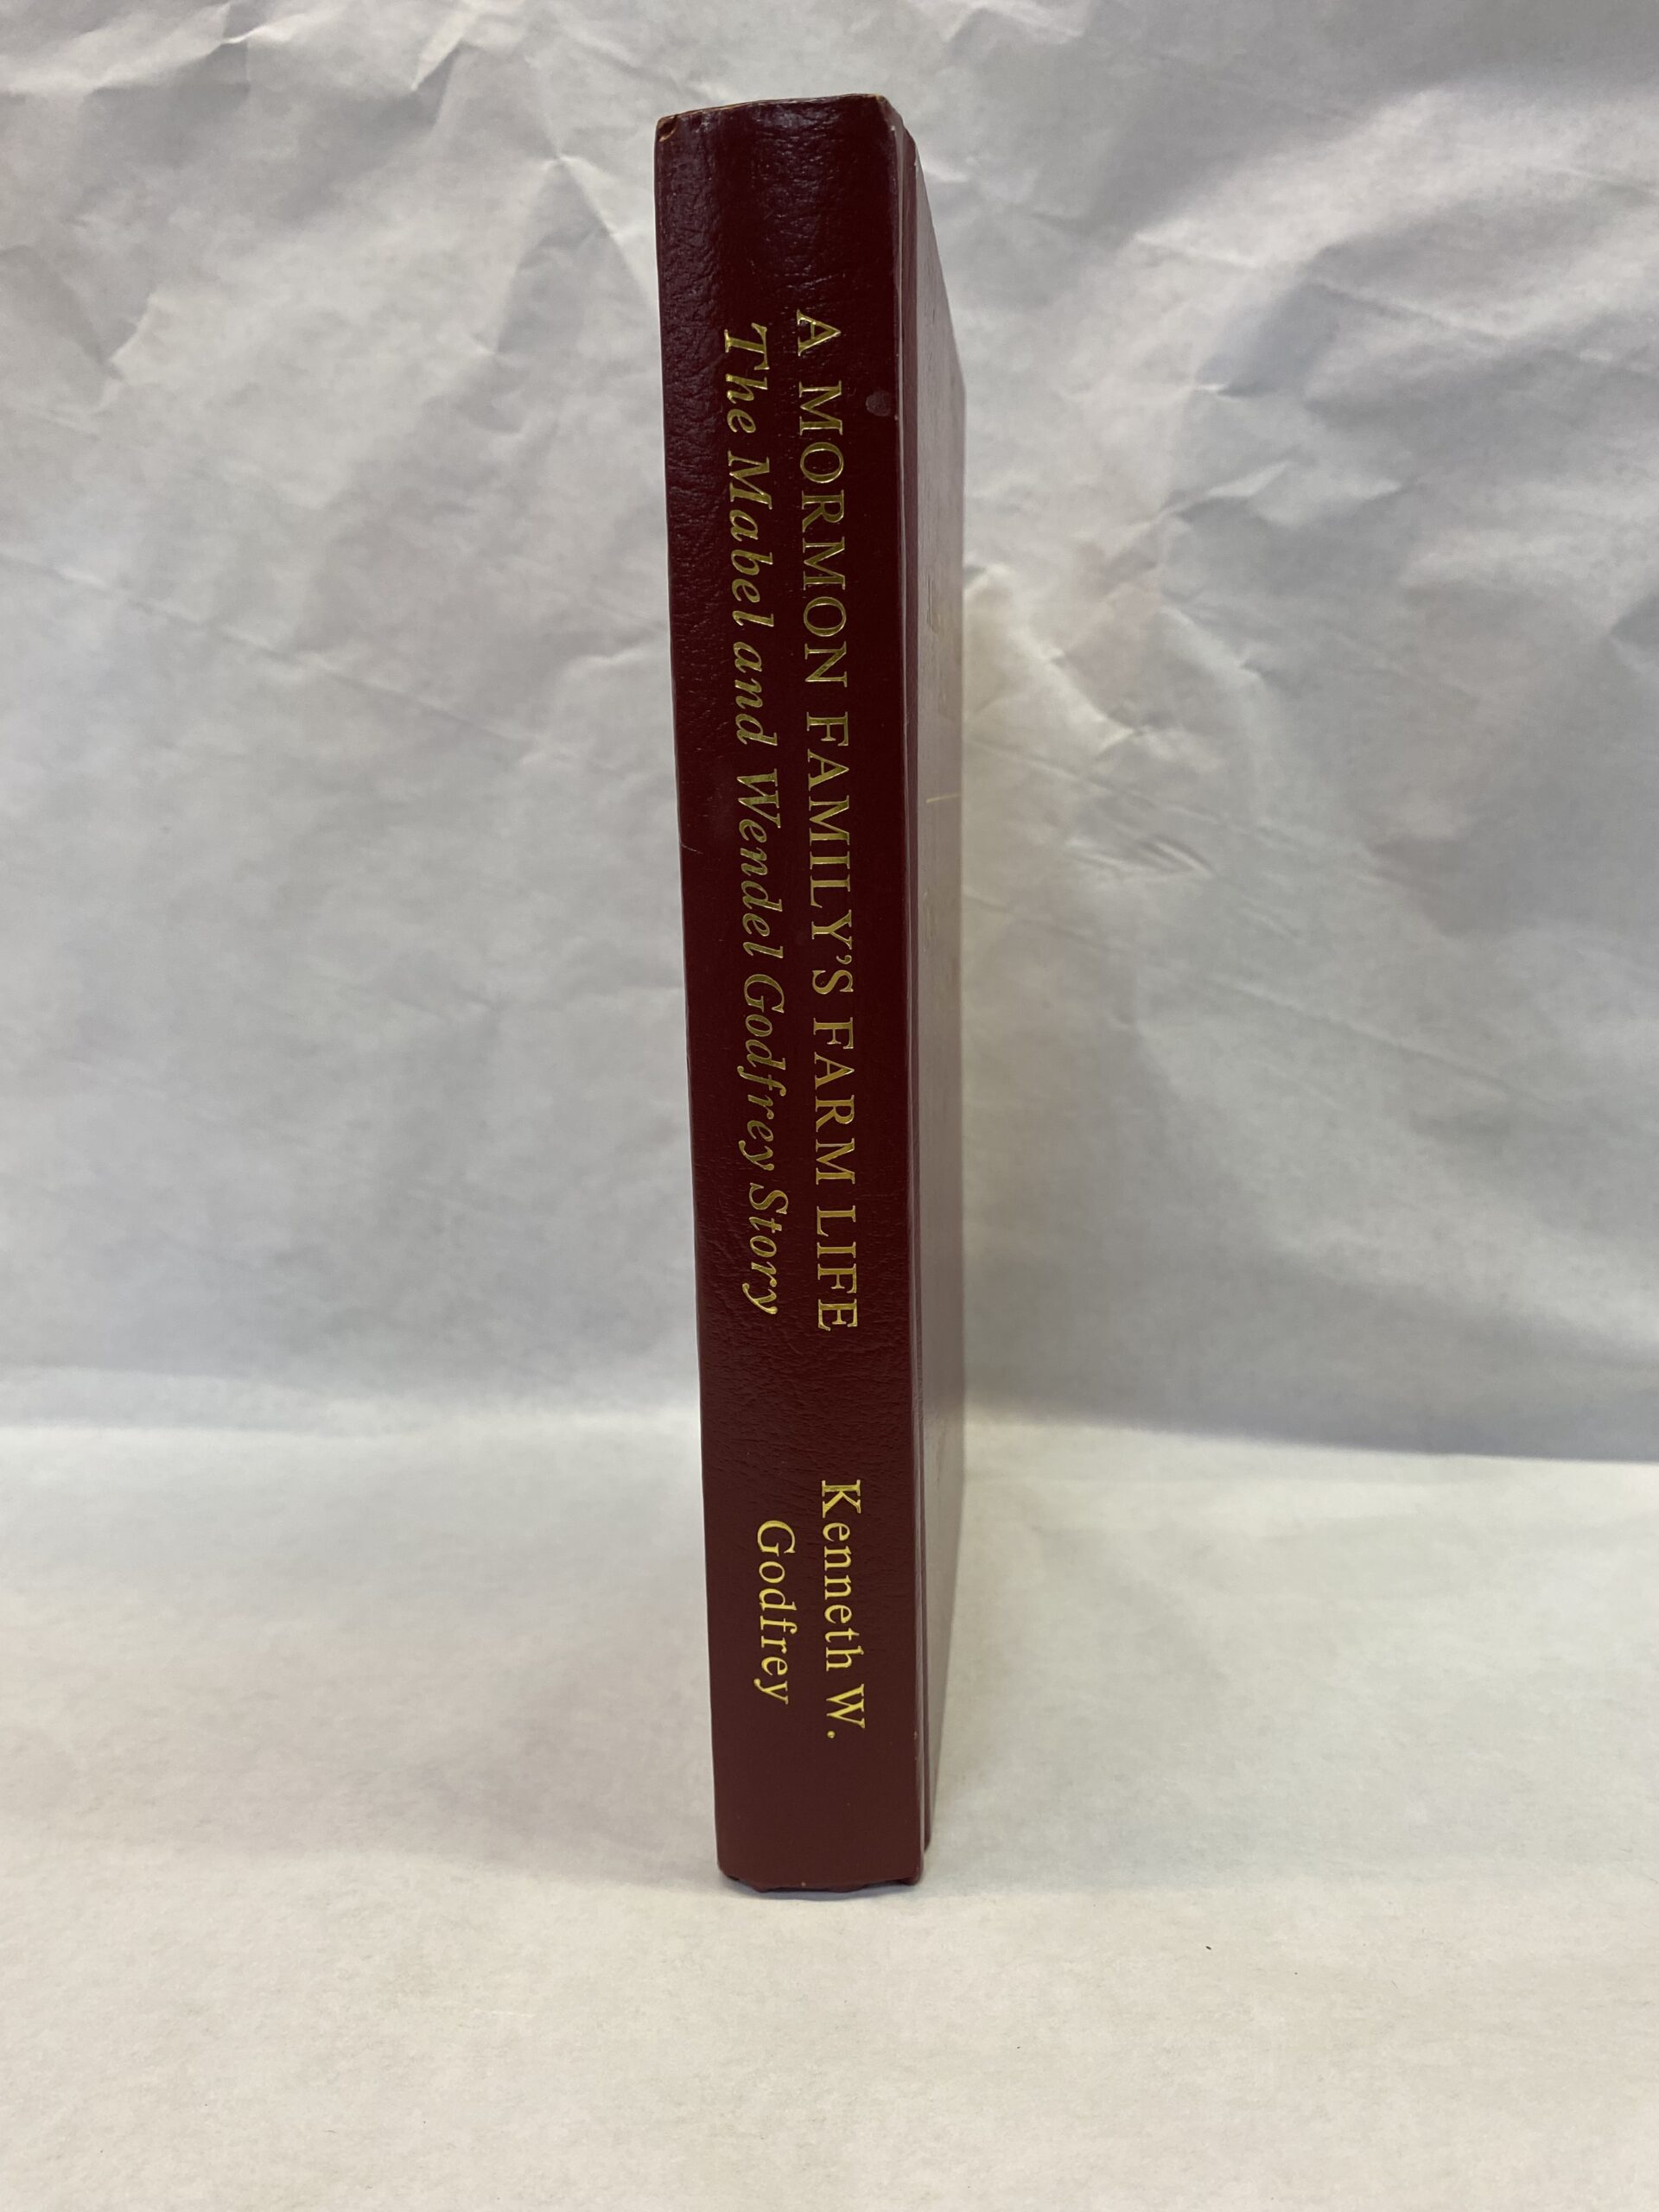 A MORMON FAMILY'S FARM LIFE
The Mabel and Wendel Godfrey Story
Kenneth W.
Godfrey